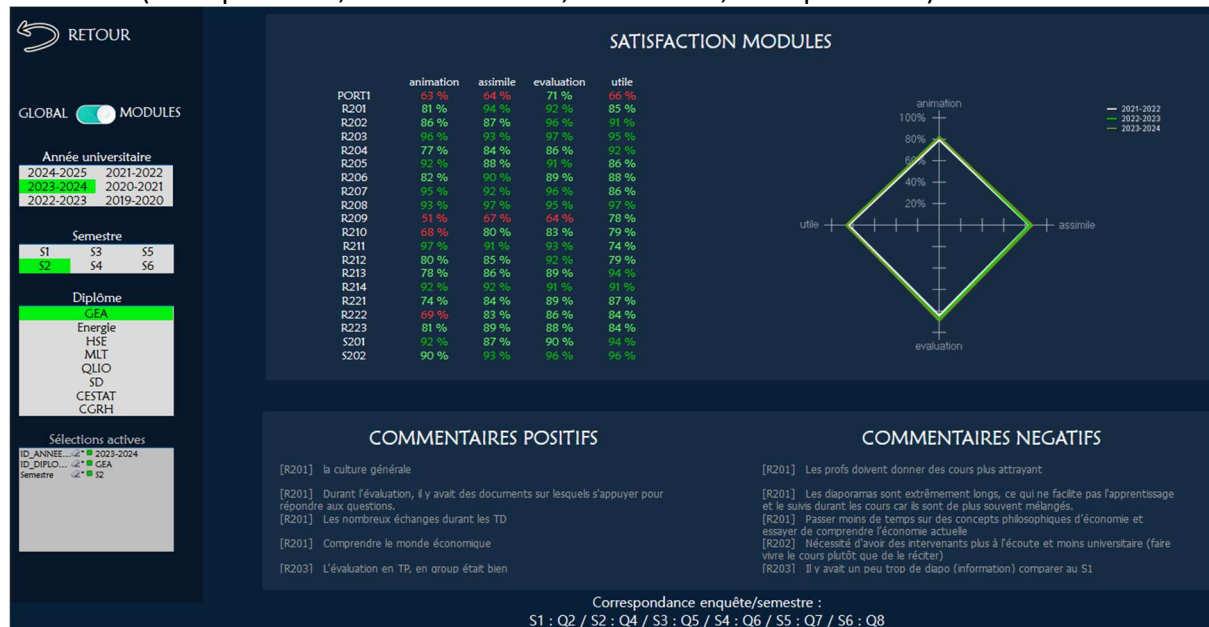 RETOUR
GLOBAL MODULES
Année universitaire
2024-2025 2021-2022
2023-2024 2020-2021
2022-2023 2019-2020
Semestre
S1 S3 S5
S2 S4 S6
Diplôme
GEA
Energie
HSE
MLT
QLIO
SD
CESTAT
CGRH
Sélections actives
ID_ANNEE... 2023-2024
ID_DIPLO... GEA
Semestre S2
SATISFACTION MODULES
animation assimile evaluation utile
PORT1 63 % 64 % 71 % 66 %
R201 81 % 94 % 92 % 85 %
R202 86 % 87 % 96 % 91 %
R203 96 % 93 % 97 % 95 %
R204 77 % 84 % 86 % 92 %
R205 92 % 88 % 91 % 86 %
R206 82 % 90 % 89 % 88 %
R207 95 % 92 % 96 % 86 %
R208 93 % 97 % 95 % 97 %
R209 51 % 67 % 64 % 78 %
R210 68 % 80 % 83 % 79 %
R211 97 % 91 % 93 % 74 %
R212 80 % 85 % 92 % 79 %
R213 78 % 86 % 89 % 94 %
R214 92 % 92 % 91 % 91 %
R221 74 % 84 % 89 % 87 %
R222 69 % 83 % 86 % 84 %
R223 81 % 89 % 88 % 84 %
S201 92 % 87 % 90 % 94 %
S202 90 % 93 % 96 % 96 %
animation
100%
80%
60%
40%
20%
utile
assimile
evaluation
2021-2022
2022-2023
2023-2024
COMMENTAIRES POSITIFS
[R201] la culture générale
[R201] Durant l'évaluation, il y avait des documents sur lesquels s'appuyer pour
répondre aux questions.
[R201] Les nombreux échanges durant les TD
[R201] Comprendre le monde économique
[R203] L'évaluation en TP, en group était bien
COMMENTAIRES NEGATIFS
[R201] Les profs doivent donner des cours plus attrayant
[R201] Les diaporamas sont extrêmement longs, ce qui ne facilite pas l'apprentissage
et le suivis durant les cours car ils sont de plus souvent mélangés.
[R201] Passer moins de temps sur des concepts philosophiques d'économie et
essayer de comprendre l'économie actuelle
[R202] Nécessité d'avoir des intervenants plus à l'écoute et moins universitaire (faire
vivre le cours plutôt que de le réciter)
[R203] Il y avait un peu trop de diapo (information) comparer au S1
Correspondance enquête/semestre :
S1 : Q2 / S2 : Q4 / S3 : Q5 / S4 : Q6 / S5 : Q7 / S6 : Q8